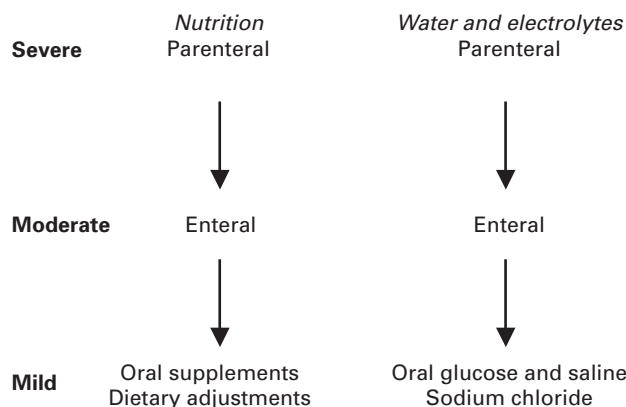 Nutrition Water and electrolytes
Severe Parenteral Parenteral
Moderate Enteral Enteral
Oral supplements Oral glucose and saline
Mild
Dietary adjustments Sodium chloride